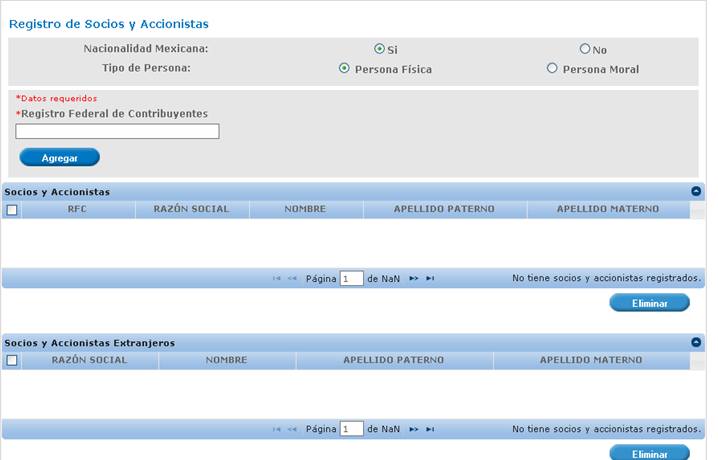 Registro de Socios y Accionistas
Nacionalidad Mexicana: Si No
Tipo de Persona: Persona Física Persona Moral
*Datos requeridos
*Registro Federal de Contribuyentes
Agregar
Socios y Accionistas
RFC RAZÓN SOCIAL NOMBRE APELLIDO PATERNO APELLIDO MATERNO
Página 1 de NaN No tiene socios y accionistas registrados.
Eliminar
Socios y Accionistas Extranjeros
RAZÓN SOCIAL NOMBRE APELLIDO PATERNO APELLIDO MATERNO
Página 1 de NaN No tiene socios y accionistas registrados.
Eliminar